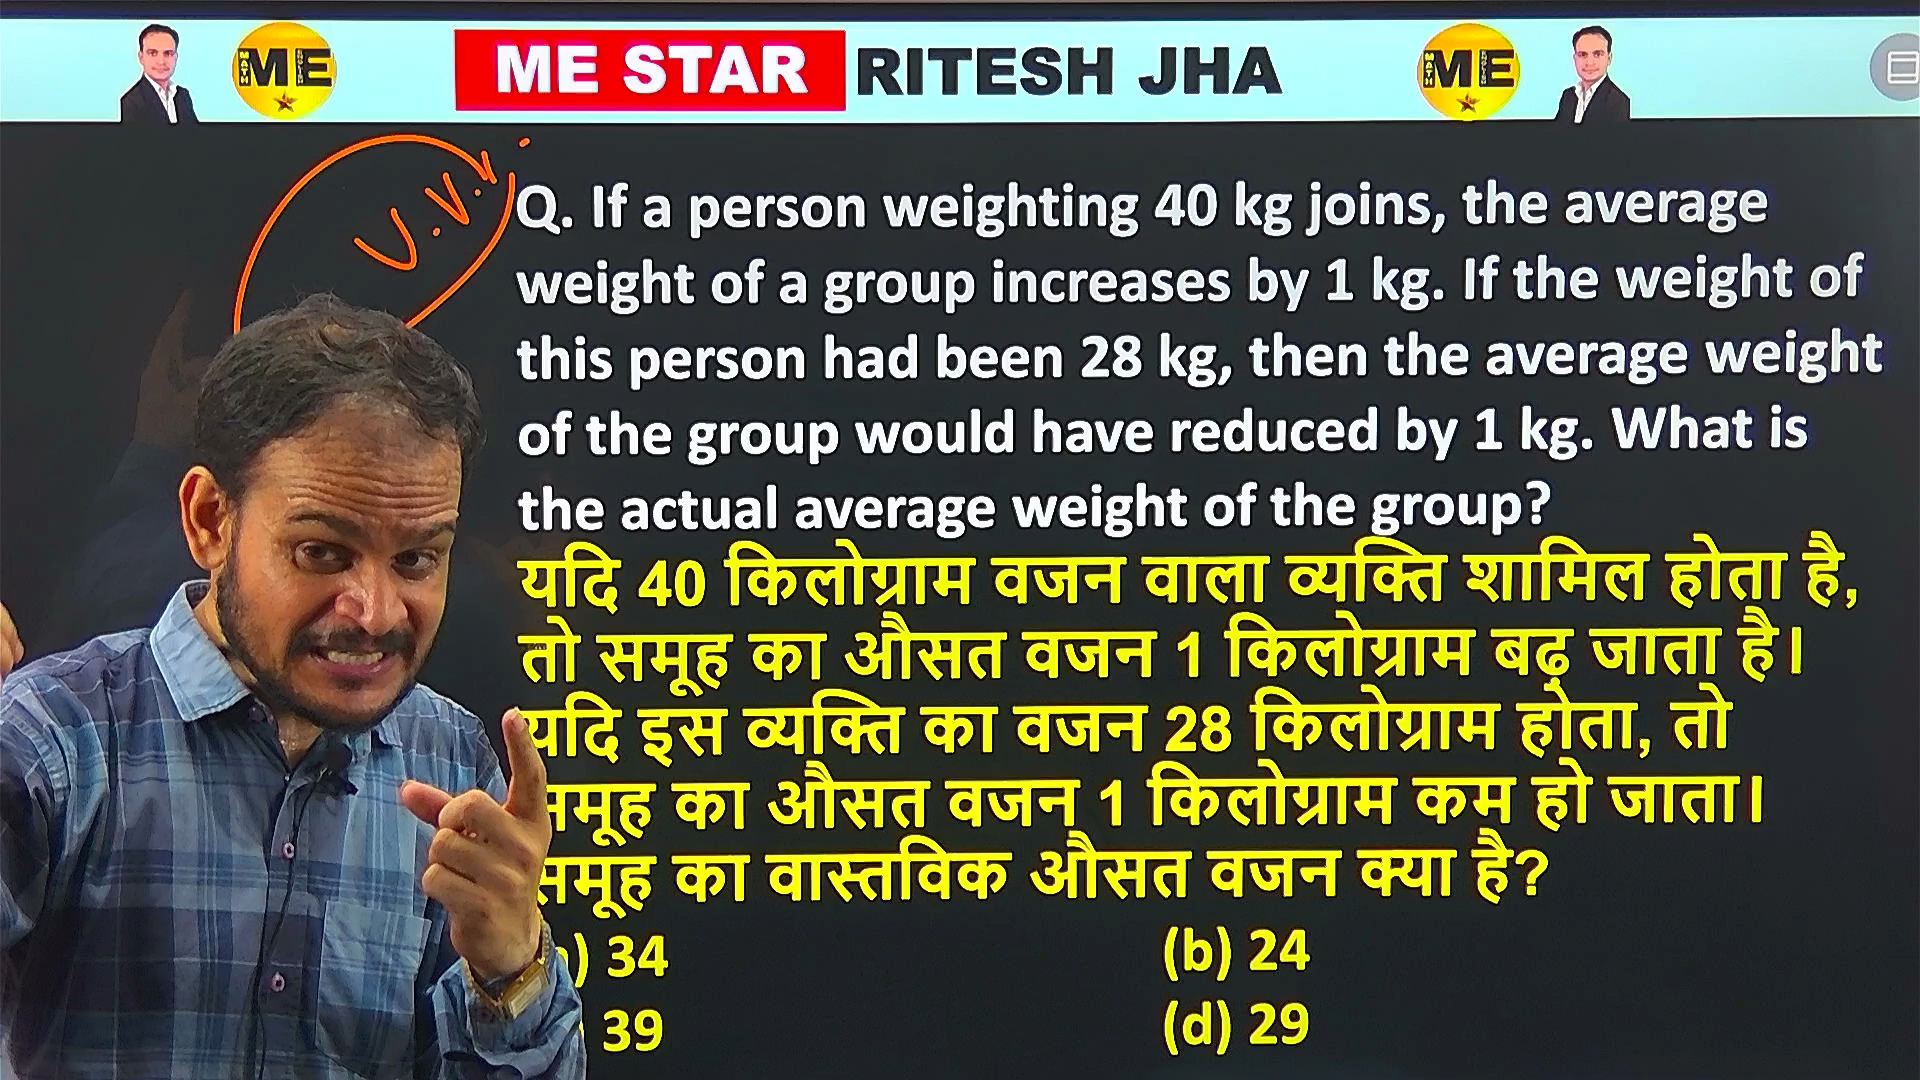 ME STAR RITESH JHA
MATH ME ENGLISH
MATH ME ENGLISH
V.V.I.
Q. If a person weighting 40 kg joins, the average
weight of a group increases by 1 kg. If the weight of
this person had been 28 kg, then the average weight
of the group would have reduced by 1 kg. What is
the actual average weight of the group?
यदि 40 किलोग्राम वजन वाला व्यक्ति शामिल होता है,
तो समूह का औसत वजन 1 किलोग्राम बढ़ जाता है।
यदि इस व्यक्ति का वजन 28 किलोग्राम होता, तो
समूह का औसत वजन 1 किलोग्राम कम हो जाता।
समूह का वास्तविक औसत वजन क्या है?
) 34 (b) 24
39 (d) 29